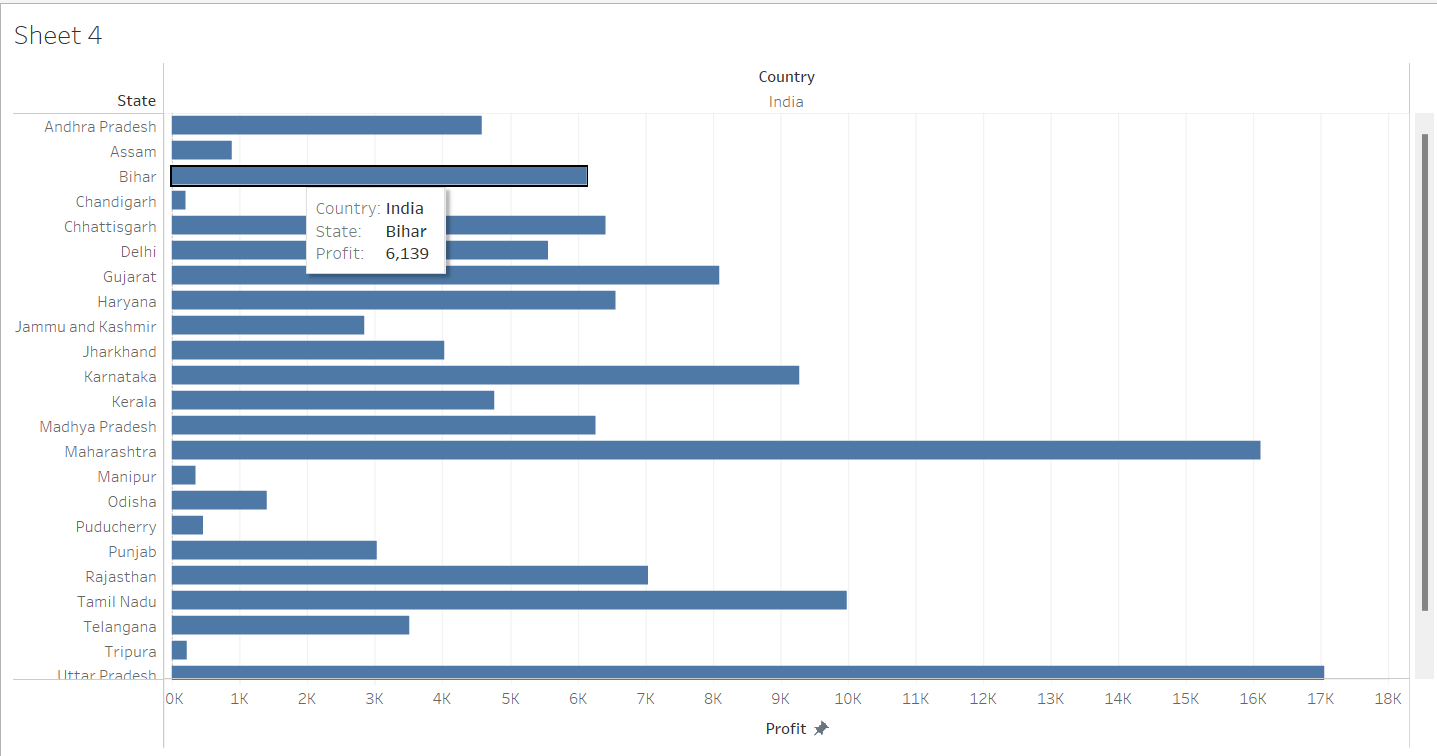 Sheet 4
Country
State
India
Andhra Pradesh
Assam
Bihar
Chandigarh
Country: India
Chhattisgarh
State: Bihar
Delhi
Profit: 6,139
Gujarat
Haryana
Jammu and Kashmir
Jharkhand
Karnataka
Kerala
Madhya Pradesh
Maharashtra
Manipur
Odisha
Puducherry
Punjab
Rajasthan
Tamil Nadu
Telangana
Tripura
Uttar Pradesh
0K 1K 2K 3K 4K 5K 6K 7K 8K 9K 10K 11K 12K 13K 14K 15K 16K 17K 18K
Profit